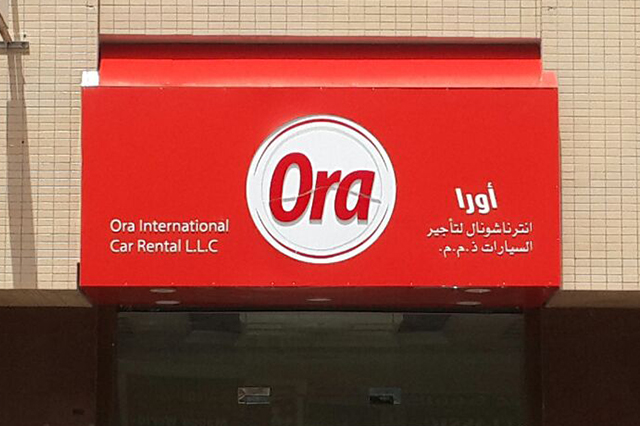 Ora
Ora International
Car Rental L.L.C
أورا
انترناشونال لتأجير
السيارات ذ.م.م.